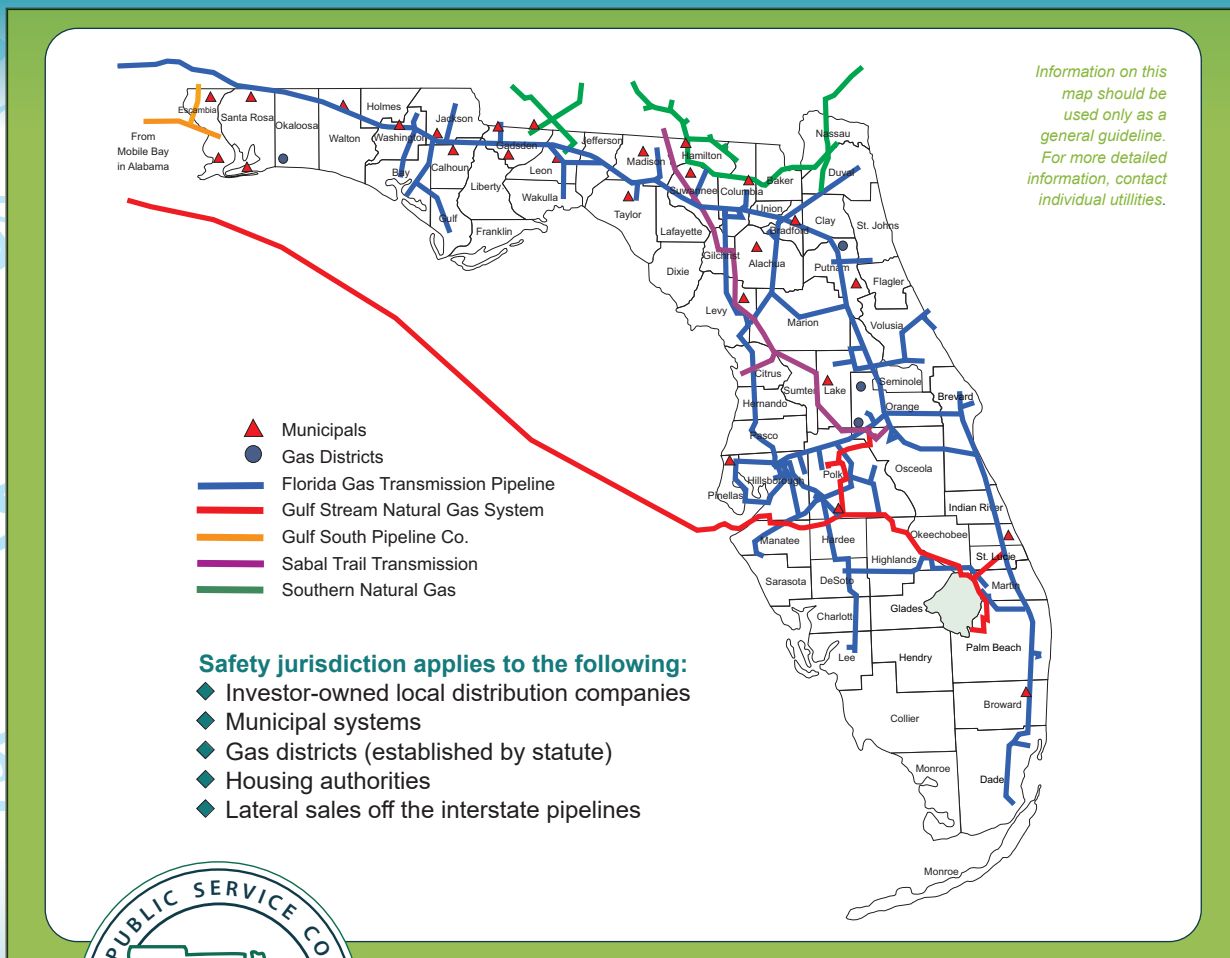 Information on this
map should be
used only as a
general guideline.
For more detailed
information, contact
individual utillities.
Escambia
Santa Rosa
Okaloosa
Walton
Holmes
Washington
Jackson
Bay
Calhoun
Gulf
Liberty
Gadsden
Franklin
Leon
Wakulla
Jefferson
Madison
Taylor
Hamilton
Suwannee
Columbia
Lafayette
Dixie
Baker
Nassau
Duval
Union
Bradford
Clay
St. Johns
Gilchrist
Alachua
Putnam
Flagler
Levy
Marion
Volusia
Citrus
Sumter
Lake
Seminole
Hernando
Orange
Brevard
Pasco
Osceola
Pinellas
Hillsborough
Polk
Indian River
Manatee
Hardee
Okeechobee
Highlands
St. Lucie
Sarasota
DeSoto
Martin
Charlott
Glades
Lee
Hendry
Palm Beach
Collier
Broward
Monroe
Dade
Monroe
From
Mobile Bay
in Alabama
Municipals
Gas Districts
Florida Gas Transmission Pipeline
Gulf Stream Natural Gas System
Gulf South Pipeline Co.
Sabal Trail Transmission
Southern Natural Gas
Safety jurisdiction applies to the following:
Investor-owned local distribution companies
Municipal systems
Gas districts (established by statute)
Housing authorities
Lateral sales off the interstate pipelines
PUBLIC SERVICE CO